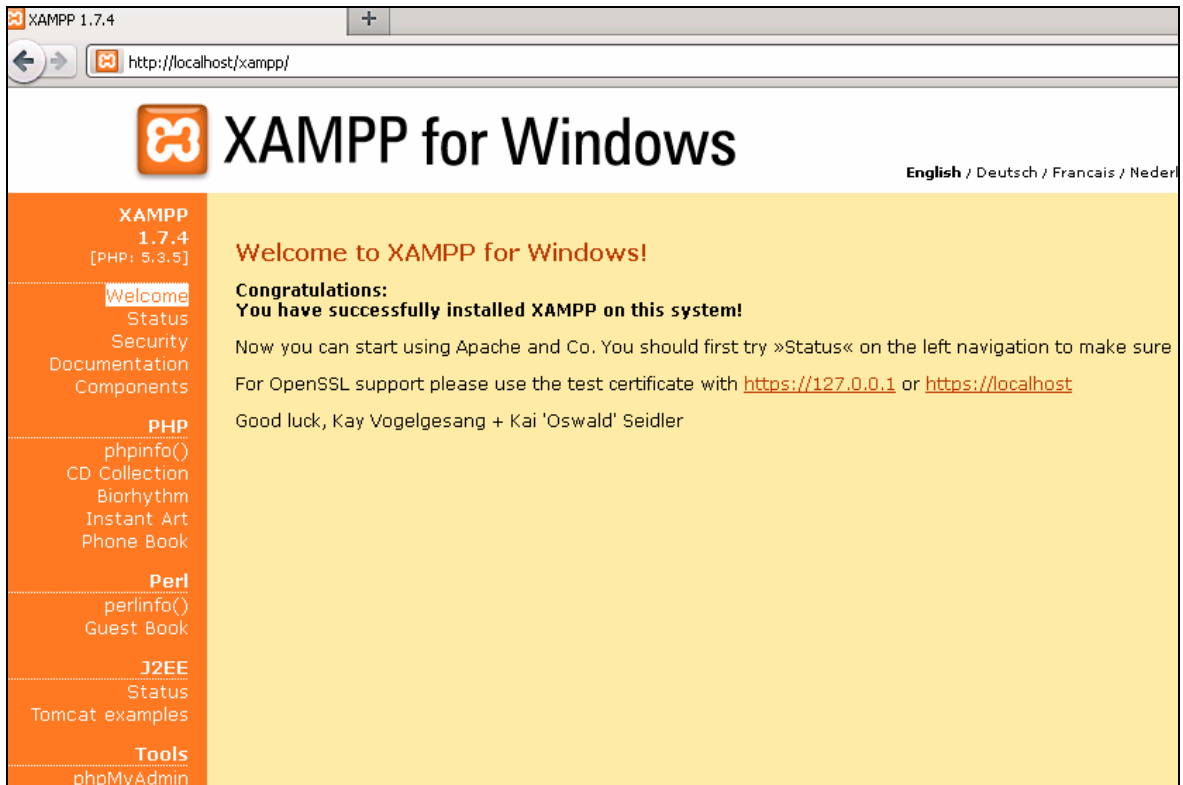 XAMPP 1.7.4
+
http://localhost/xampp/
XAMPP for Windows
English / Deutsch / Francais / Nederl
XAMPP
1.7.4
[PHP: 5.3.5]
Welcome
Status
Security
Documentation
Components
PHP
phpinfo()
CD Collection
Biorhythm
Instant Art
Phone Book
Perl
perlinfo()
Guest Book
J2EE
Status
Tomcat examples
Tools
phpMyAdmin
Welcome to XAMPP for Windows!
Congratulations:
You have successfully installed XAMPP on this system!
Now you can start using Apache and Co. You should first try »Status« on the left navigation to make sure
For OpenSSL support please use the test certificate with https://127.0.0.1 or https://localhost
Good luck, Kay Vogelgesang + Kai 'Oswald' Seidler